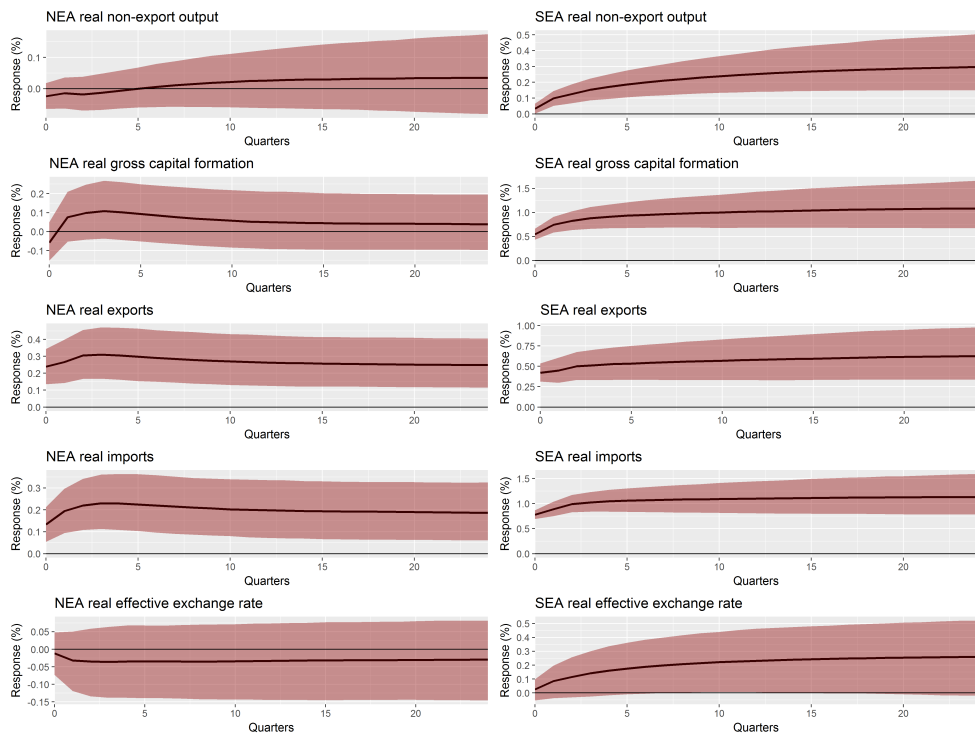 NEA real non-export output
SEA real non-export output
Response (%)
0.1
0.0
0 5 10 15 20
Quarters
Response (%)
0.5
0.4
0.3
0.2
0.1
0.0
0 5 10 15 20
Quarters
NEA real gross capital formation
SEA real gross capital formation
Response (%)
0.2
0.1
0.0
-0.1
0 5 10 15 20
Quarters
Response (%)
1.5
1.0
0.5
0.0
0 5 10 15 20
Quarters
NEA real exports
SEA real exports
Response (%)
0.4
0.3
0.2
0.1
0.0
0 5 10 15 20
Quarters
Response (%)
1.00
0.75
0.50
0.25
0.00
0 5 10 15 20
Quarters
NEA real imports
SEA real imports
Response (%)
0.3
0.2
0.1
0.0
0 5 10 15 20
Quarters
Response (%)
1.5
1.0
0.5
0.0
0 5 10 15 20
Quarters
NEA real effective exchange rate
SEA real effective exchange rate
Response (%)
0.05
0.00
-0.05
-0.10
-0.15
0 5 10 15 20
Quarters
Response (%)
0.5
0.4
0.3
0.2
0.1
0.0
0 5 10 15 20
Quarters